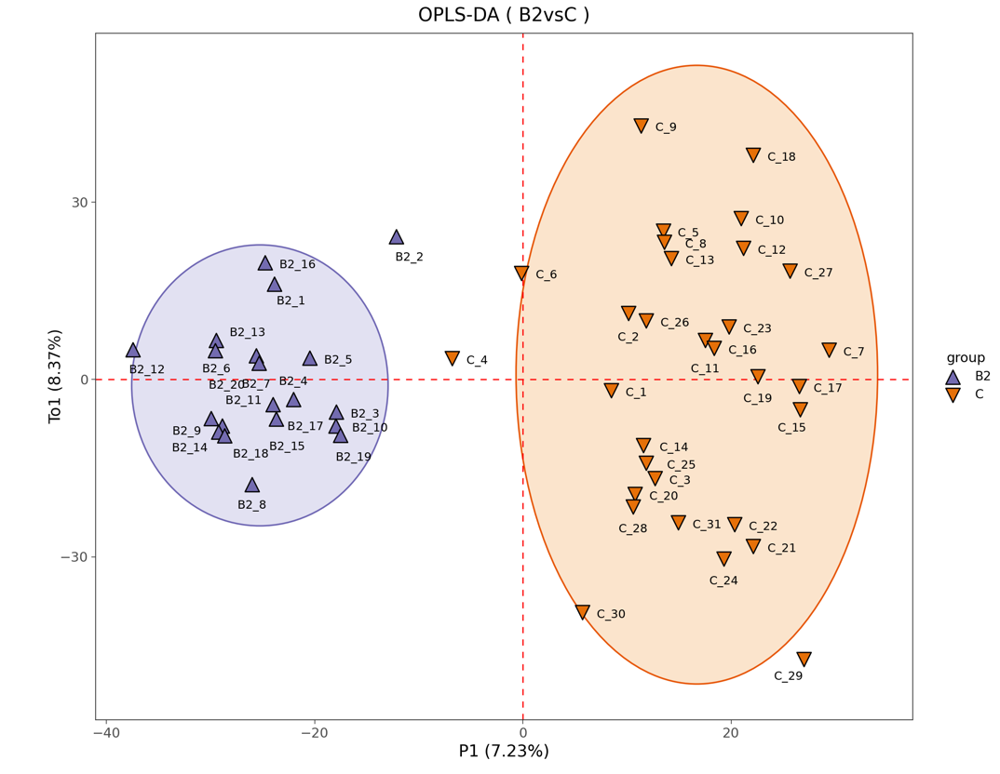 OPLS-DA ( B2vsC )
C_9
C_18
30
C_10
C_5
C_8
C_12
B2_2
C_13
B2_16
C_27
C_6
B2_1
C_26
C_23
B2_13
C_2
C_16
C_7
B2_5
C_4
B2_12
B2_6
C_11
0
B2_20
B2_7
B2_4
C_17
C_1
B2_11
C_19
B2_3
B2_17
B2_10
C_15
B2_9
B2_15
B2_14
C_14
B2_18
B2_19
C_25
C_3
C_20
B2_8
C_28
C_31
C_22
C_21
−30
C_24
C_30
C_29
−40
−20
0
20
P1 (7.23%)
To1 (8.37%)
group
B2
C